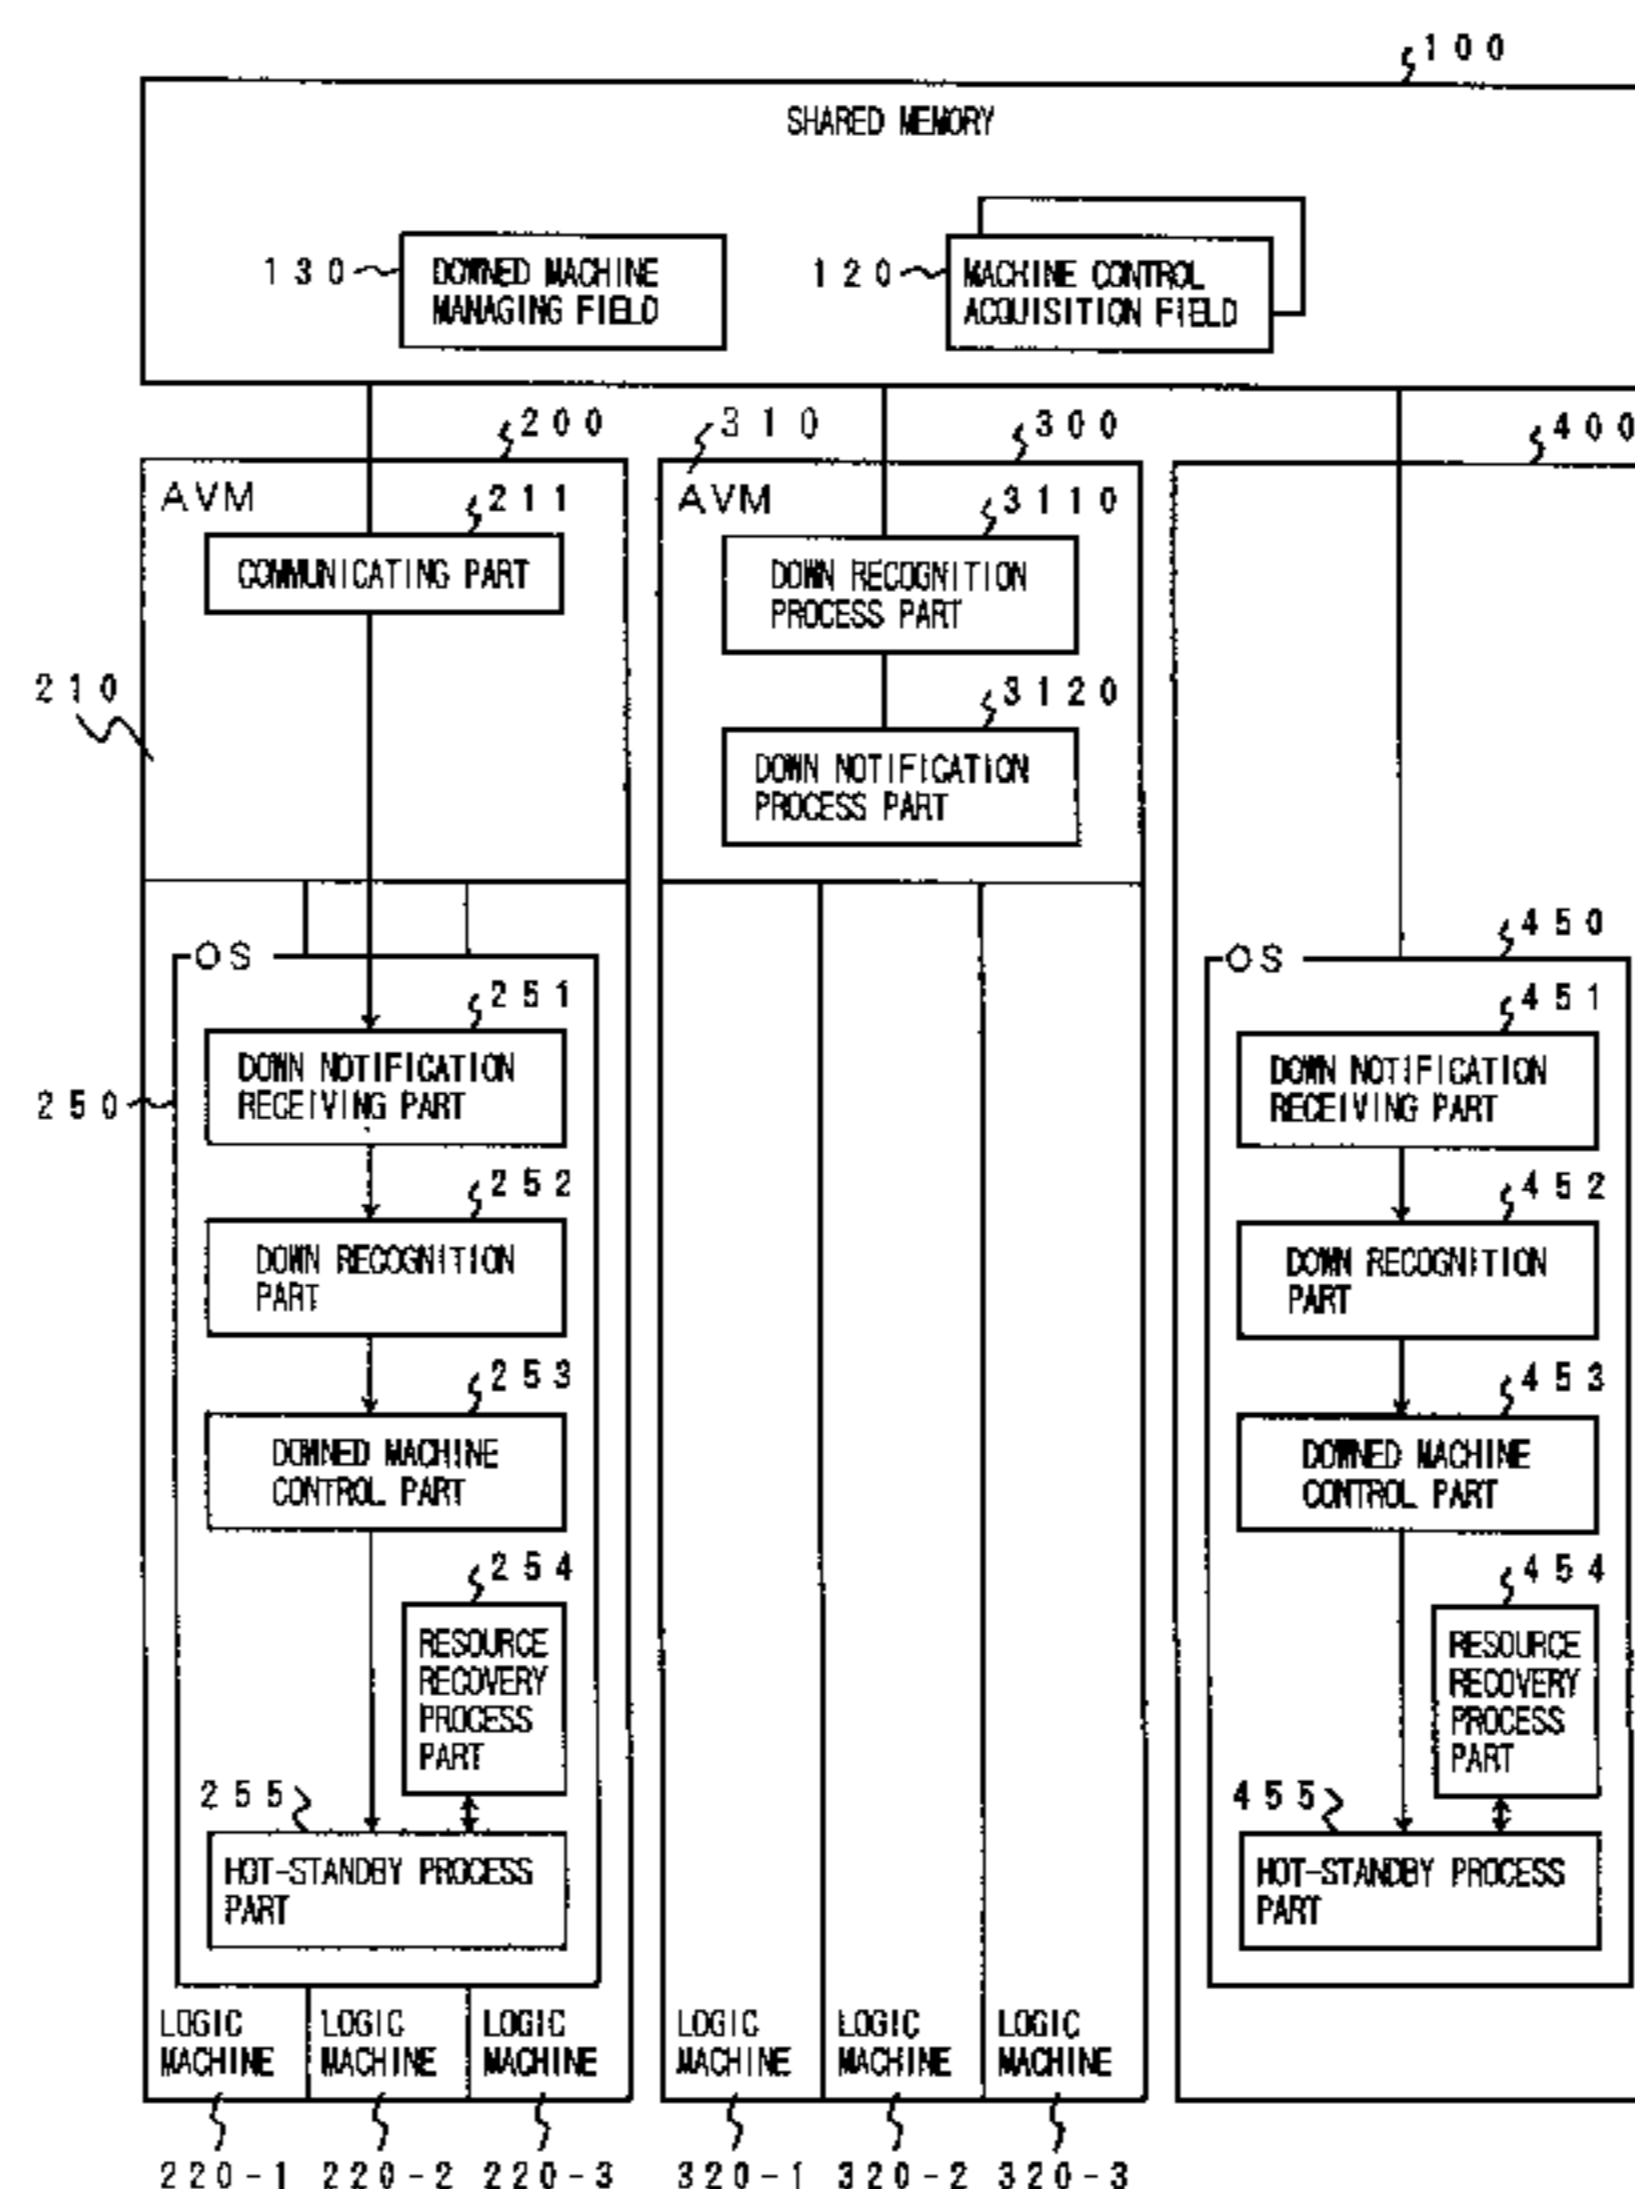 100
SHARED MEMORY
130
DOWNED MACHINE
MANAGING FIELD
120
MACHINE CONTROL
ACQUISITION FIELD
200
310
300
400
AVM
211
COMMUNICATING PART
210
AVM
3110
DOWN RECOGNITION
PROCESS PART
3120
DOWN NOTIFICATION
PROCESS PART
OS
250
251
DOWN NOTIFICATION
RECEIVING PART
252
DOWN RECOGNITION
PART
253
DOWNED MACHINE
CONTROL PART
254
RESOURCE
RECOVERY
PROCESS
PART
255
HOT-STANDBY PROCESS
PART
450
OS
451
DOWN NOTIFICATION
RECEIVING PART
452
DOWN RECOGNITION
PART
453
DOWNED MACHINE
CONTROL PART
454
RESOURCE
RECOVERY
PROCESS
PART
455
HOT-STANDBY PROCESS
PART
LOGIC
MACHINE
LOGIC
MACHINE
LOGIC
MACHINE
LOGIC
MACHINE
LOGIC
MACHINE
LOGIC
MACHINE
220-1
220-2
220-3
320-1
320-2
320-3